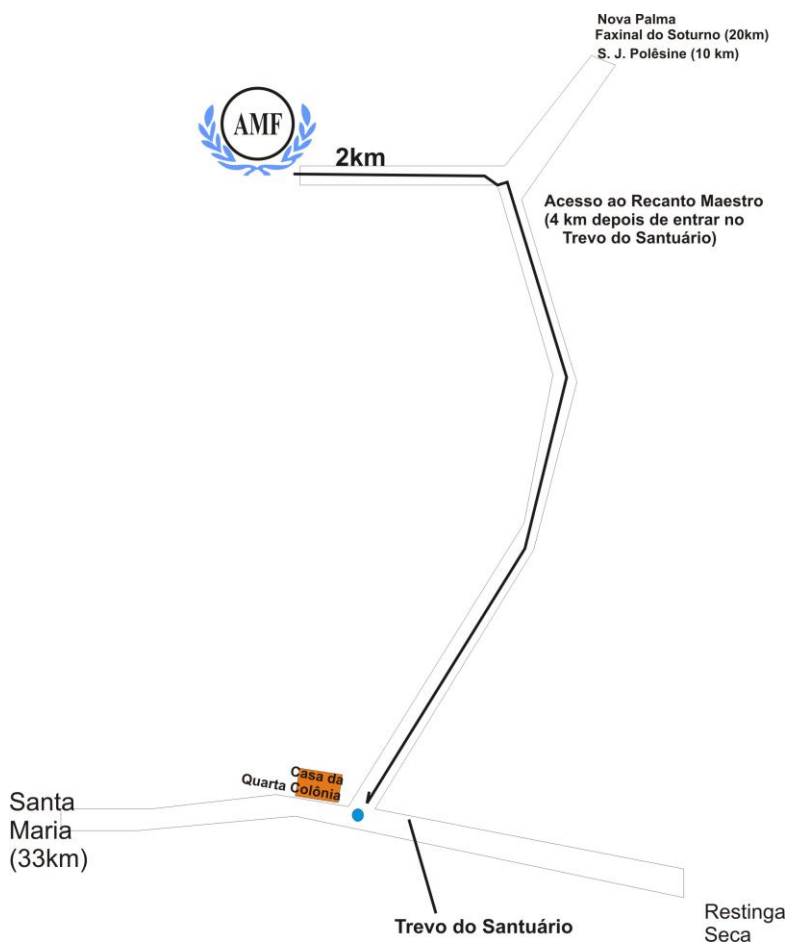 Nova Palma
Faxinal do Soturno (20km)
S. J. Polêsine (10 km)
AMF
2km
Acesso ao Recanto Maestro
(4 km depois de entrar no
Trevo do Santuário)
Casa da
Quarta Colônia
Santa
Maria
(33km)
Trevo do Santuário
Restinga
Seca